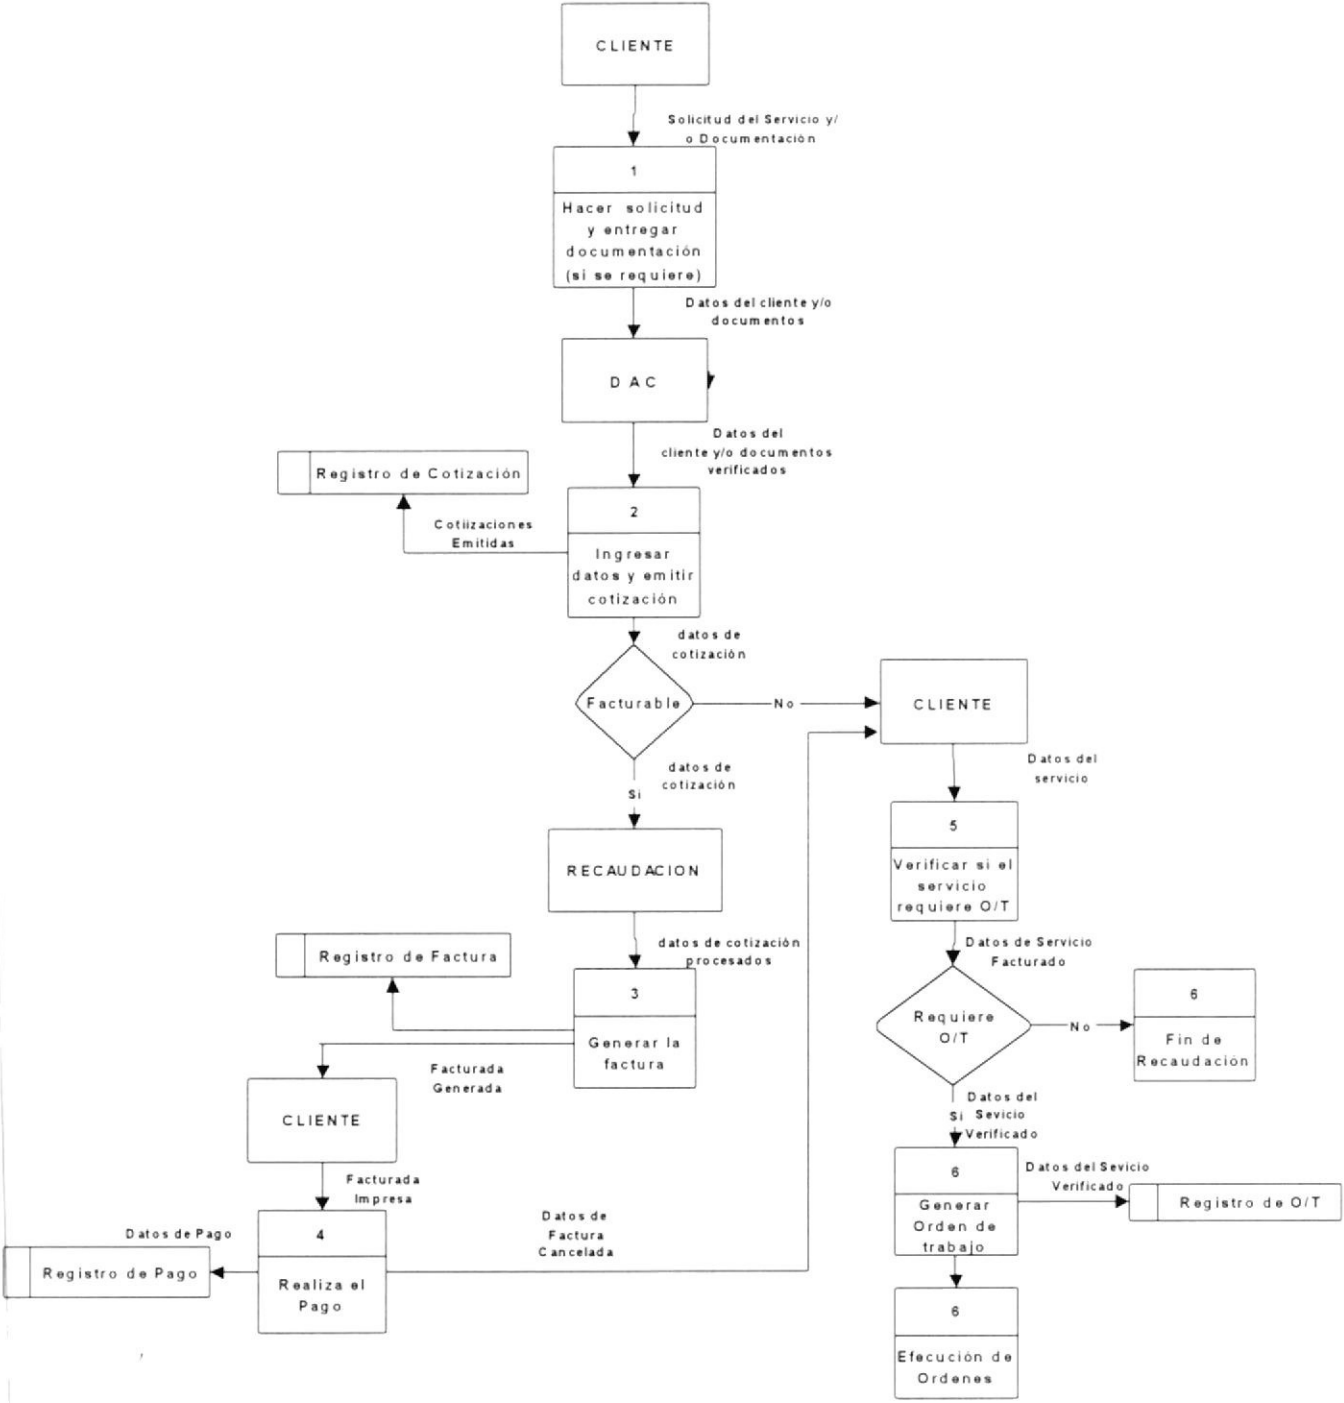 CLIENTE
Solicitud del Servicio y/
o Documentación
1
Hacer solicitud
y entregar
documentación
(si se requiere)
Datos del cliente y/o
documentos
DAC
Datos del
cliente y/o documentos
verificados
Registro de Cotización
Cotiizaciones
Emitidas
2
Ingresar
datos y emitir
cotización
datos de
cotización
Facturable
No
CLIENTE
datos de
cotización
Si
Datos del
servicio
RECAUDACION
5
Verificar si el
servicio
requiere O/T
datos de cotización
procesados
Registro de Factura
3
Generar la
factura
Datos de Servicio
Facturado
Requiere
O/T
No
6
Fin de
Recaudación
Facturada
Generada
CLIENTE
Datos del
Si Sevicio
Verificado
Facturada
Impresa
6
Generar
Orden de
trabajo
Datos del Sevicio
Verificado
Registro de O/T
Datos de Pago
Registro de Pago
4
Realiza el
Pago
Datos de
Factura
Cancelada
6
Efecución de
Ordenes